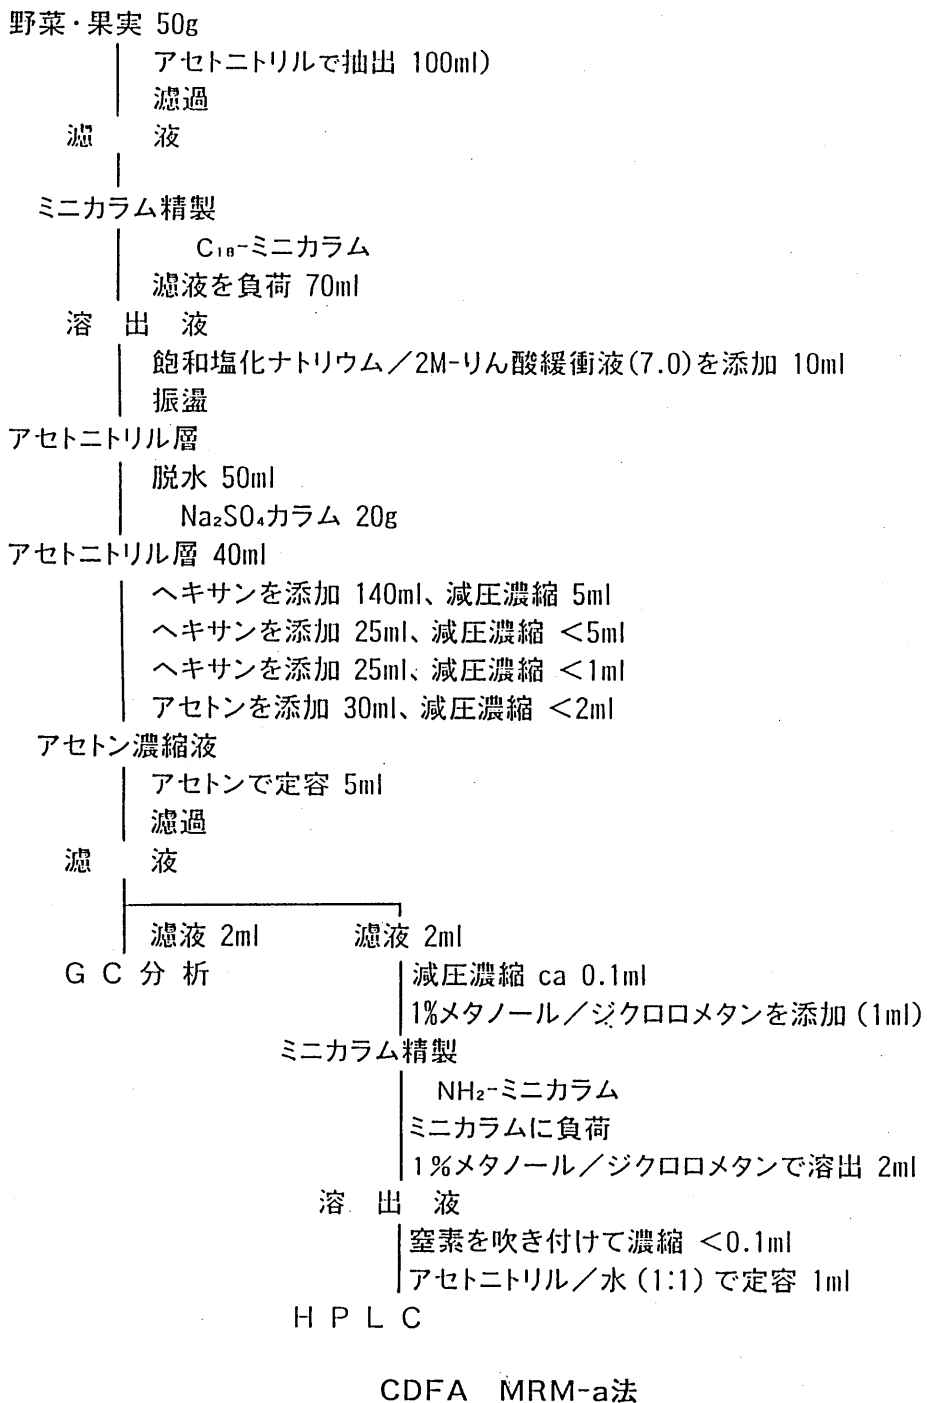 野菜・果実 50g
アセトニトリルで抽出 100ml)
濾過
濾 液
ミニカラム精製
C₁₈-ミニカラム
濾液を負荷 70ml
溶 出 液
飽和塩化ナトリウム/2M-りん酸緩衝液(7.0)を添加 10ml
振盪
アセトニトリル層
脱水 50ml
Na₂SO₄カラム 20g
アセトニトリル層 40ml
ヘキサンを添加 140ml、減圧濃縮 5ml
ヘキサンを添加 25ml、減圧濃縮 <5ml
ヘキサンを添加 25ml、減圧濃縮 <1ml
アセトンを添加 30ml、減圧濃縮 <2ml
アセトン濃縮液
アセトンで定容 5ml
濾過
濾 液
濾液 2ml 濾液 2ml
GC分析 減圧濃縮 ca 0.1ml
1%メタノール/ジクロロメタンを添加(1ml)
ミニカラム精製
NH₂-ミニカラム
ミニカラムに負荷
1%メタノール/ジクロロメタンで溶出 2ml
溶 出 液
窒素を吹き付けて濃縮 <0.1ml
アセトニトリル/水(1:1)で定容 1ml
HPLC
CDFA MRM-a法